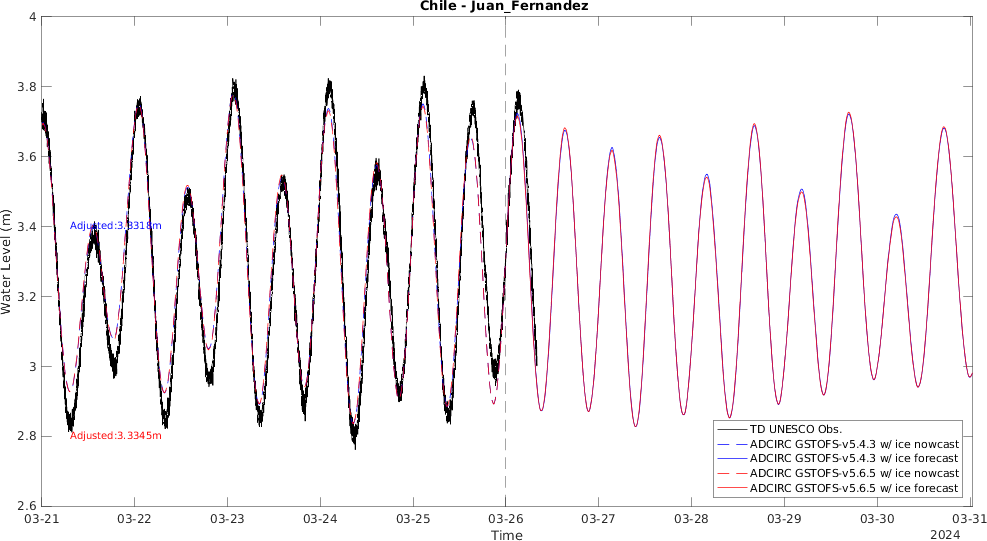 Chile - Juan_Fernandez
Water Level (m)
4
3.8
3.6
3.4
3.2
3
2.8
2.6
Adjusted:3.3318m
Adjusted:3.3345m
TD UNESCO Obs.
ADCIRC GSTOFS-v5.4.3 w/ ice nowcast
ADCIRC GSTOFS-v5.4.3 w/ ice forecast
ADCIRC GSTOFS-v5.6.5 w/ ice nowcast
ADCIRC GSTOFS-v5.6.5 w/ ice forecast
03-21 03-22 03-23 03-24 03-25 03-26 03-27 03-28 03-29 03-30 03-31
Time
2024